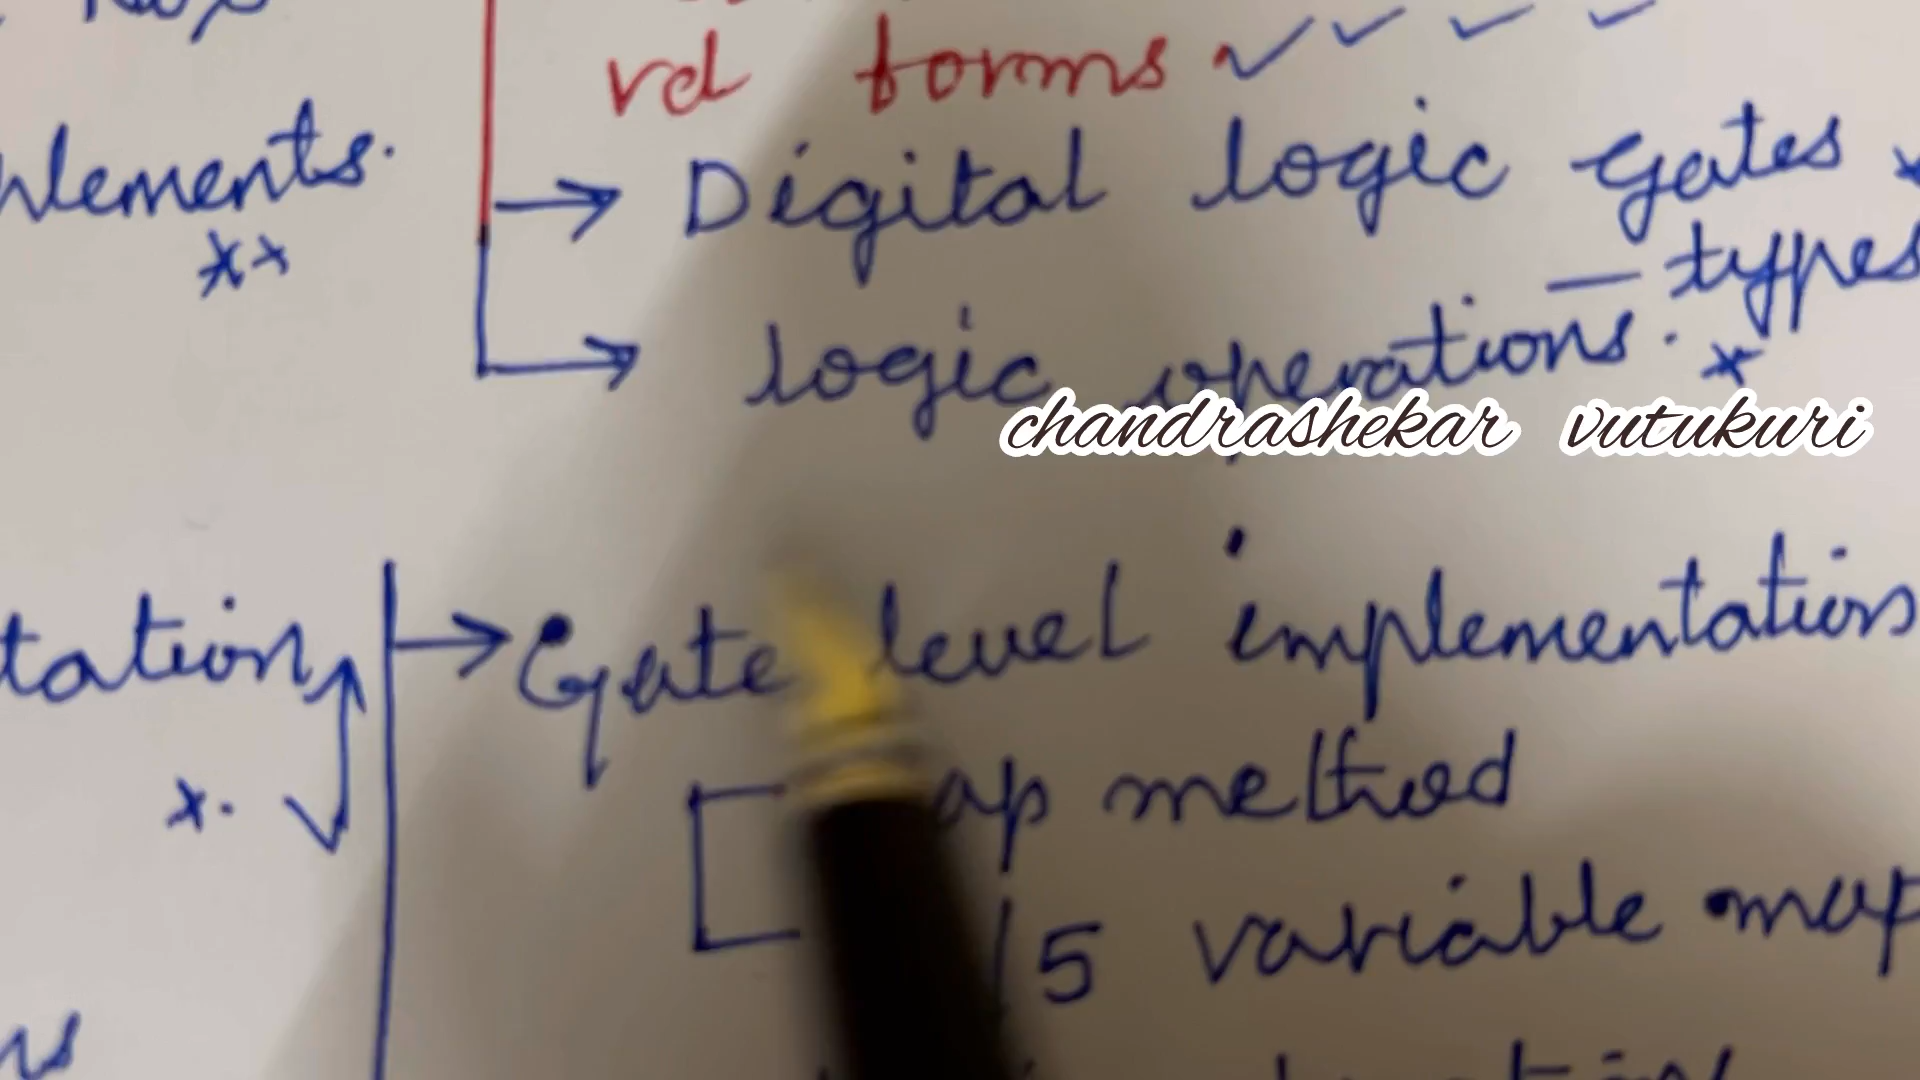 rd forms
plements.
Digital logic gates
types
logic operations.
chandrashekar vutukuri
tation
Gate level implementation
map method
5 variable map